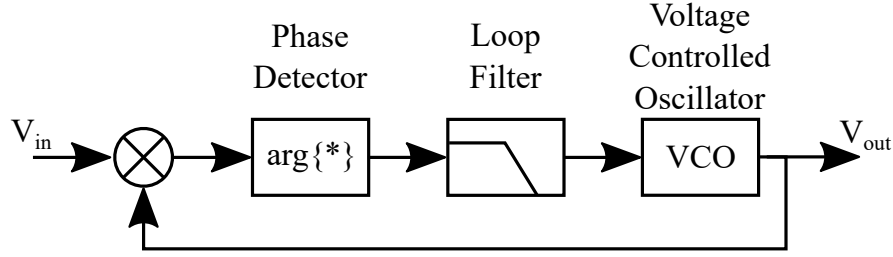 Phase
Detector
Loop
Filter
Voltage
Controlled
Oscillator
V_in
arg{*}
VCO
V_out